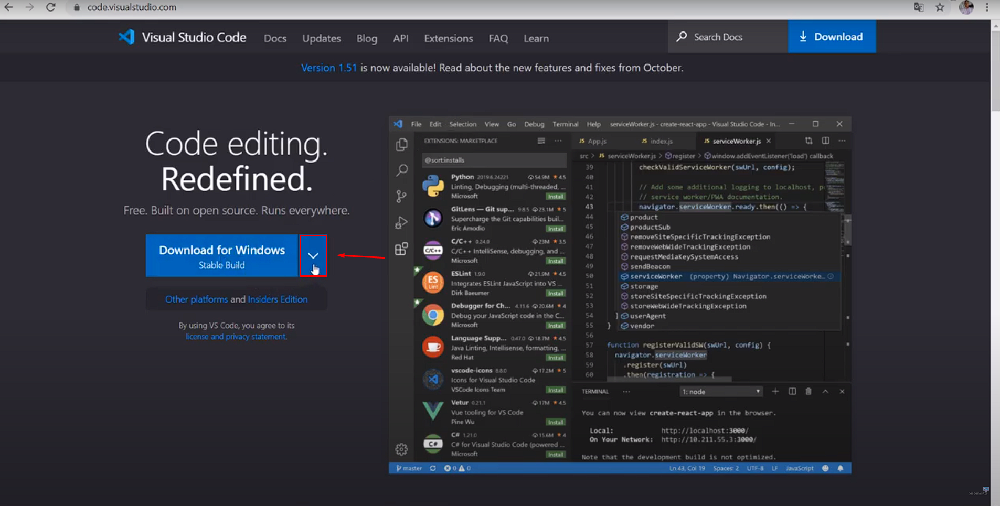 code.visualstudio.com
Visual Studio Code Docs Updates Blog API Extensions FAQ Learn Search Docs Download
Version 1.51 is now available! Read about the new features and fixes from October.
Code editing.
Redefined.
Free. Built on open source. Runs everywhere.
Download for Windows
Stable Build
Other platforms and Insiders Edition
By using VS Code, you agree to its
license and privacy statement.
File Edit Selection View Go Debug Terminal Help serviceWorker.js - create-react-app - Visual Studio Code - In...
EXTENSIONS: MARKETPLACE
@sort:installs
Python 2019.6.24221 54.9M 4.5
Linting, Debugging (multi-threaded, ...
Microsoft Install
GitLens — Git sup... 9.8.5 23.1M 5
Supercharge the Git capabilities buil...
Eric Amodio Install
C/C++ 0.24.0 23M 3.5
C/C++
C/C++ IntelliSense, debugging, and ...
Microsoft Install
ESLint 1.9.0 21.9M 4.5
ES
Lint
Integrates ESLint JavaScript into VS ...
Dirk Baeumer Install
Debugger for Ch... 4.11.6 20.6M 4
Debug your JavaScript code in the C...
Microsoft Install
Language Supp... 0.47.0 18.7M 4.5
Java Linting, Intellisense, formatting, ...
Red Hat Install
vscode-icons 8.8.0 17.2M 5
Icons for Visual Studio Code
VSCode Icons Team Install
Vetur 0.21.1 17M 4.5
Vue tooling for VS Code
Pine Wu Install
C# 1.21.0 15.6M 4
C#
C# for Visual Studio Code (powered ...
Microsoft Install
JS App.js JS index.js JS serviceWorker.js
src > JS serviceWorker.js > register > window.addEventListener('load') callback
39 checkValidServiceWorker(swUrl, config);
40
41 // Add some additional logging to localhost, p
42 // service worker/PWA documentation.
43 navigator.serviceWorker.ready.then(() => {
44 product
45 productSub
46 removeSiteSpecificTrackingException
47 removeWebWideTrackingException
48 requestMediaKeySystemAccess
49 sendBeacon
50 serviceWorker (property) Navigator.serviceWorke...
51 storage
52 storeSiteSpecificTrackingException
53 storeWebWideTrackingException
54 } userAgent
55 } vendor
56
57 function registerValidSW(swUrl, config) {
58 navigator.serviceWorker
59 .register(swUrl)
60 .then(registration => {
TERMINAL ... 1: node
You can now view create-react-app in the browser.
Local: http://localhost:3000/
On Your Network: http://10.211.55.3:3000/
Note that the development build is not optimized.
master 0 0 Ln 43, Col 19 Spaces: 2 UTF-8 LF JavaScript